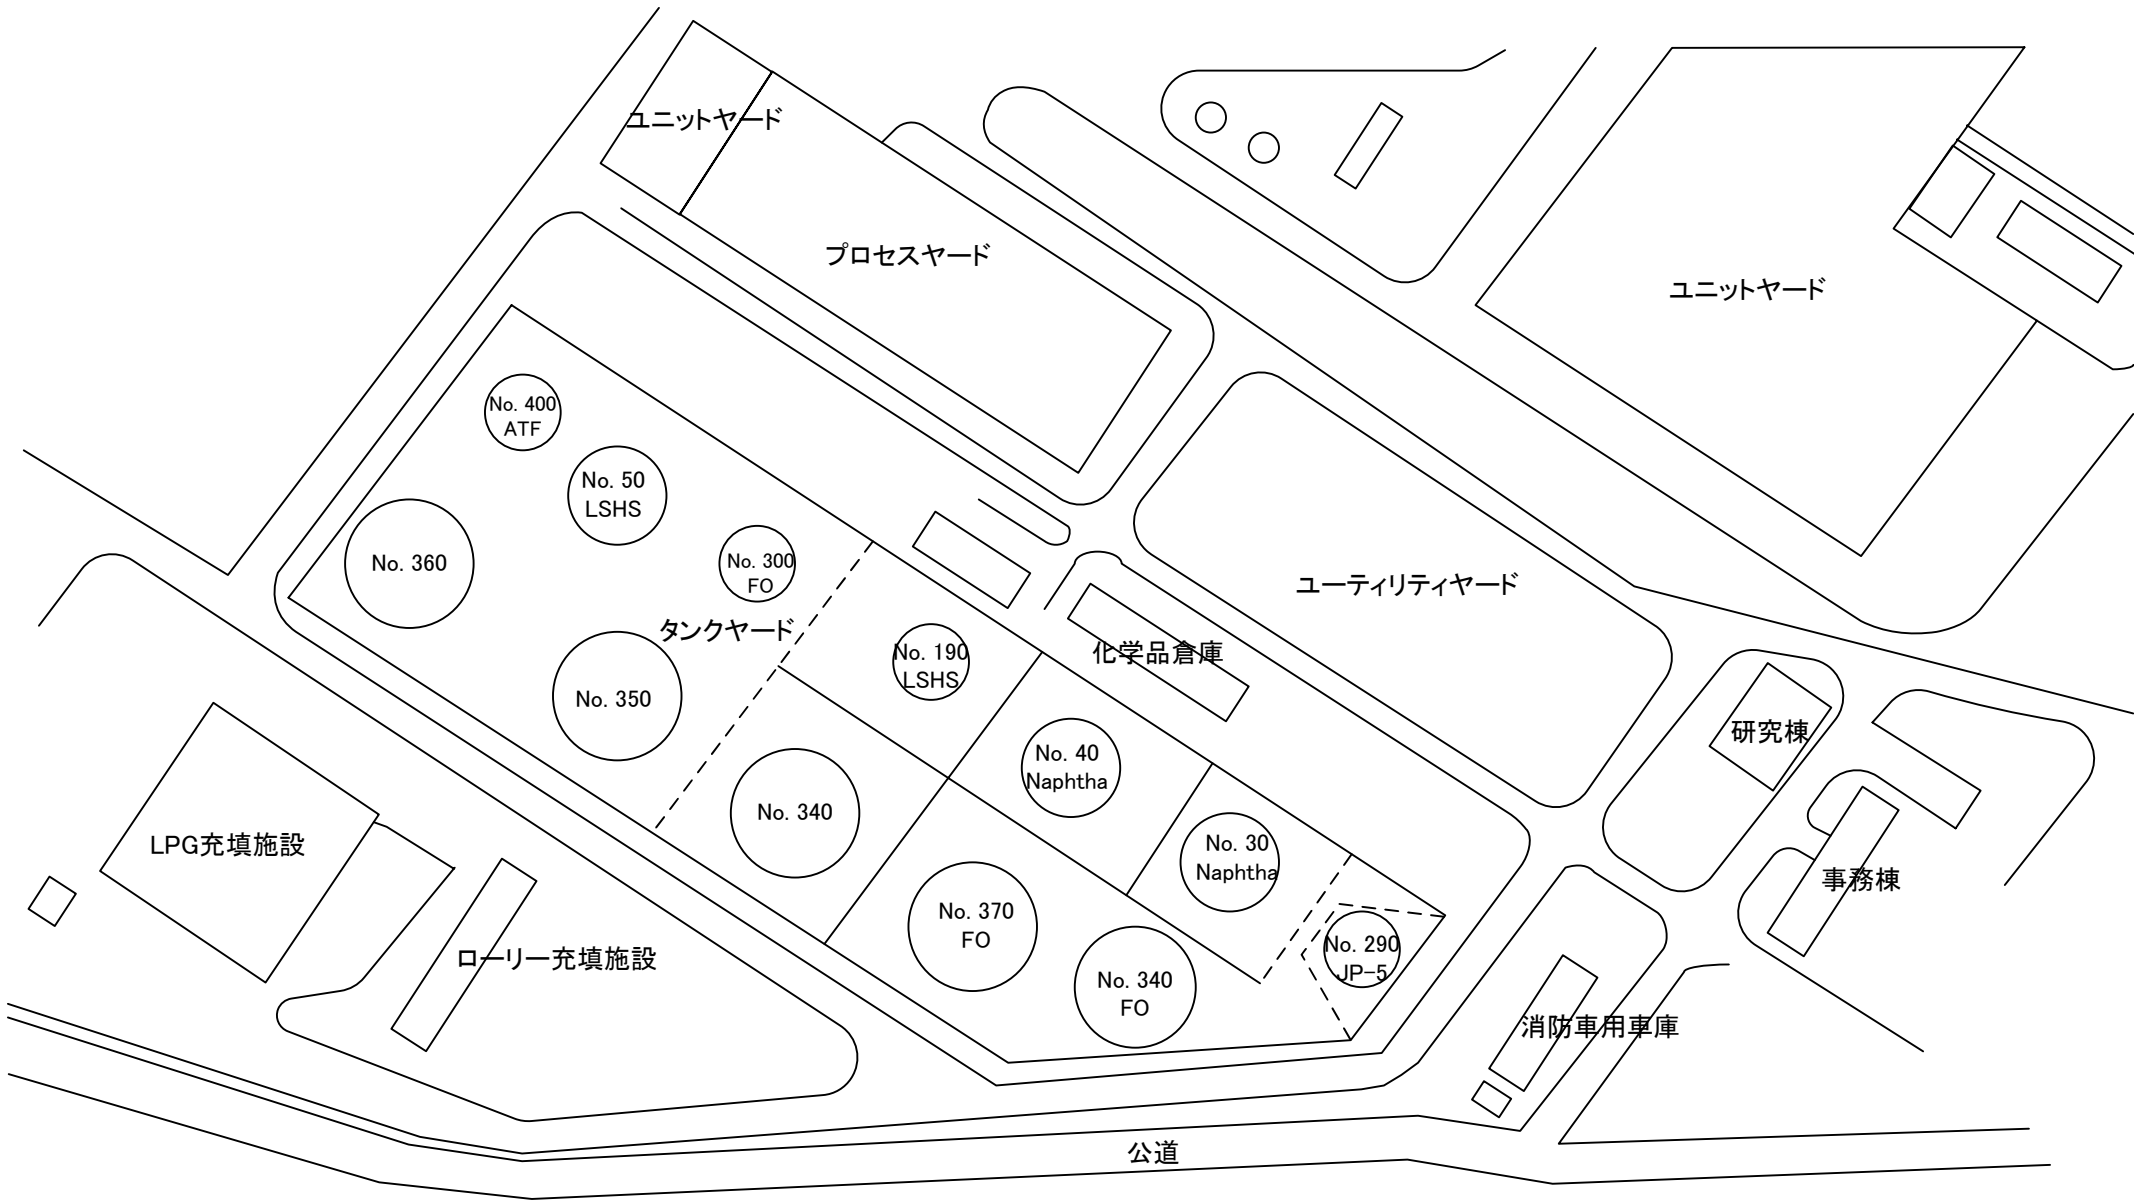 ユニットヤード
プロセスヤード
ユニットヤード
No. 400
ATF
No. 50
LSHS
No. 360
No. 300
FO
タンクヤード
No. 350
No. 190
LSHS
化学品倉庫
ユーティリティヤード
No. 340
No. 40
Naphtha
No. 30
Naphtha
No. 370
FO
No. 340
FO
No. 290
JP-5
研究棟
事務棟
消防車用車庫
LPG充填施設
ローリー充填施設
公道